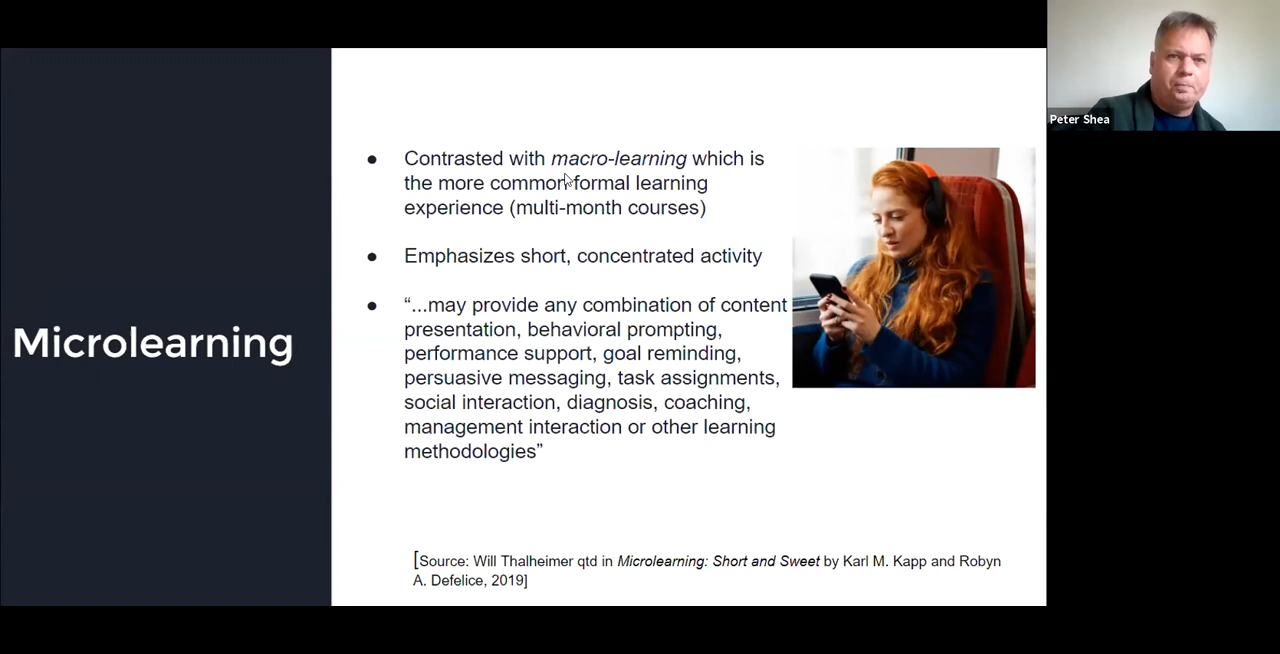 Microlearning
● Contrasted with macro-learning which is
the more common formal learning
experience (multi-month courses)
● Emphasizes short, concentrated activity
● “...may provide any combination of content
presentation, behavioral prompting,
performance support, goal reminding,
persuasive messaging, task assignments,
social interaction, diagnosis, coaching,
management interaction or other learning
methodologies”
[Source: Will Thalheimer qtd in Microlearning: Short and Sweet by Karl M. Kapp and Robyn
A. Defelice, 2019]
Peter Shea